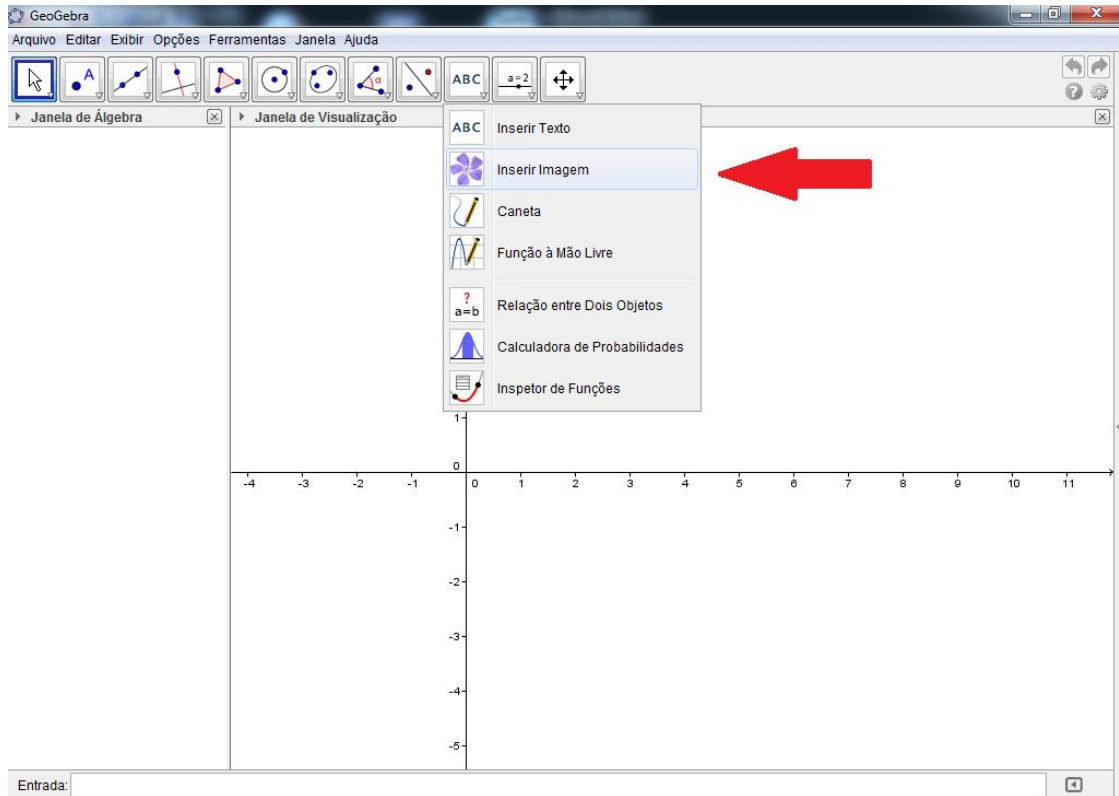 GeoGebra
Arquivo Editar Exibir Opções Ferramentas Janela Ajuda
A α ABC a=2
Janela de Álgebra
Janela de Visualização
ABC Inserir Texto
Inserir Imagem
Caneta
Função à Mão Livre
? a=b Relação entre Dois Objetos
Calculadora de Probabilidades
Inspetor de Funções
1
0
-4 -3 -2 -1 0 1 2 3 4 5 6 7 8 9 10 11
-1
-2
-3
-4
-5
Entrada: